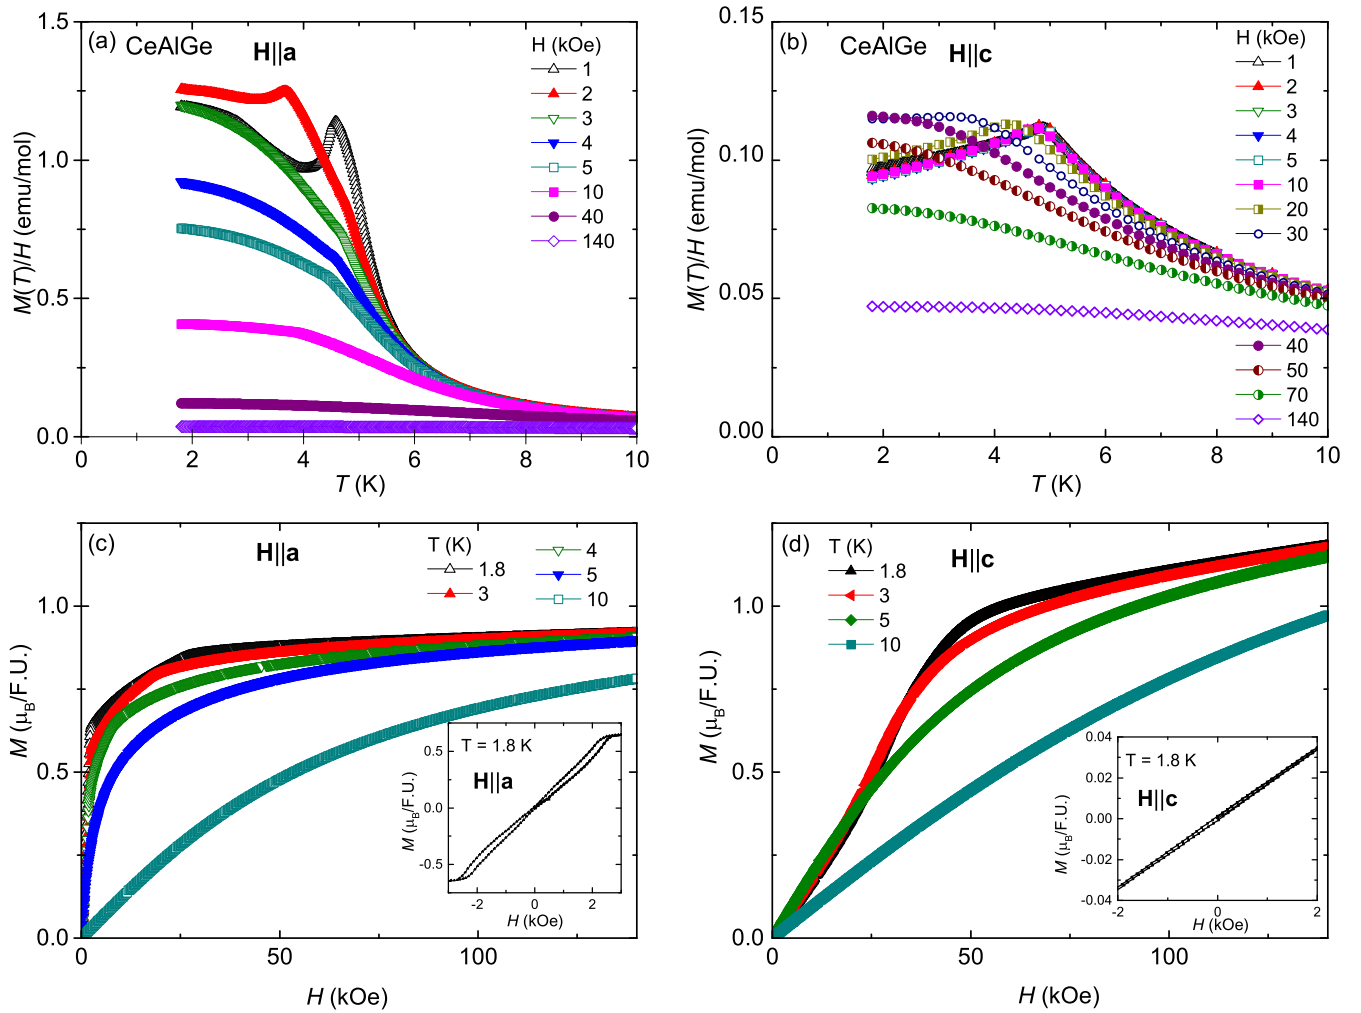 (a) CeAlGe
H||a
H (kOe)
1
2
3
4
5
10
40
140
1.5
1.0
0.5
0.0
M(T)/H (emu/mol)
0 2 4 6 8 10
T (K)
(b)
CeAlGe
H||c
H (kOe)
1
2
3
4
5
10
20
30
40
50
70
140
0.15
0.10
0.05
0.00
M(T)/H (emu/mol)
2 4 6 8 10
T (K)
(c)
H||a
T (K)
1.8
3
4
5
10
1.0
0.5
0.0
M (μB/F.U.)
0 50 100
H (kOe)
T = 1.8 K
H||a
0.5
0.0
-0.5
M (μB/F.U.)
-2 0 2
H (kOe)
(d)
T (K)
1.8
3
5
10
H||c
1.0
0.5
0.0
M (μB/F.U.)
0 50 100
H (kOe)
T = 1.8 K
H||c
0.04
0.02
0.00
-0.02
-0.04
M (μB/F.U.)
-2 0 2
H (kOe)